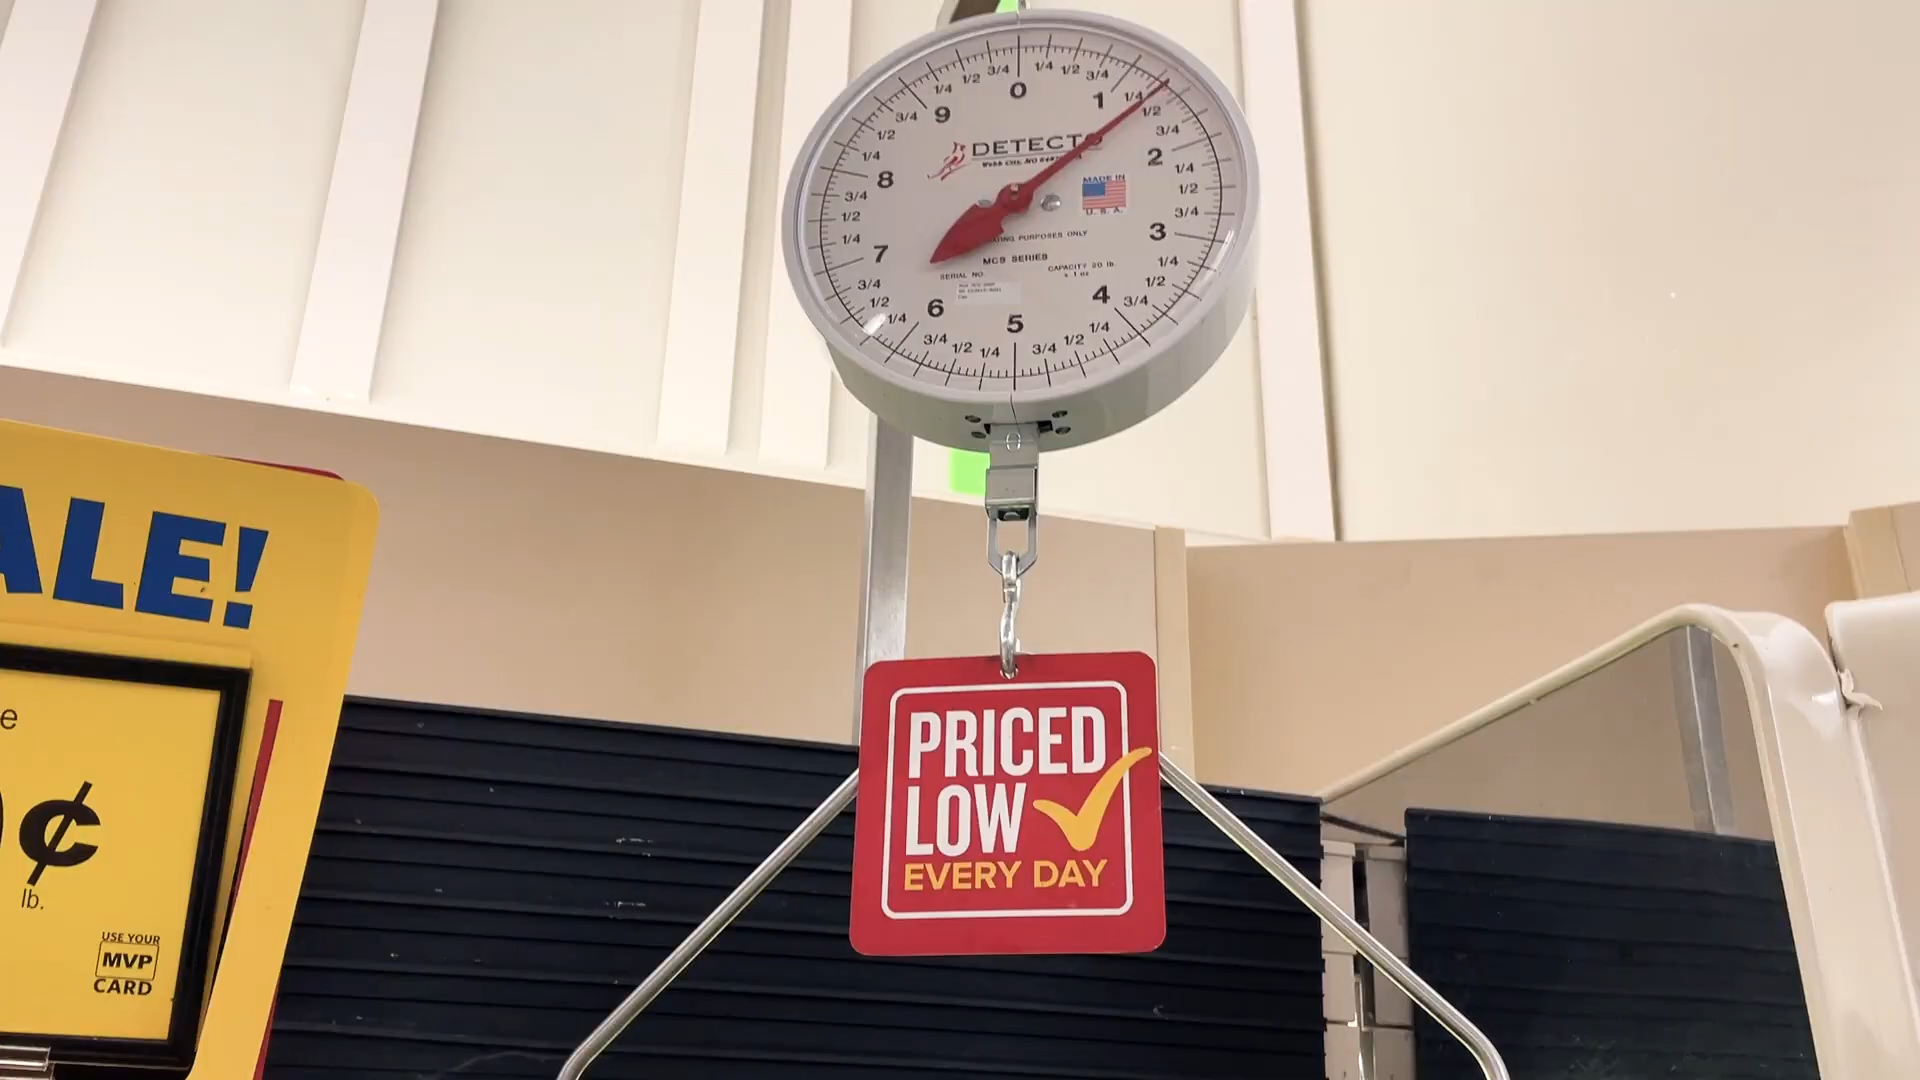 0
1/4
1/2
3/4
1
1/4
1/2
3/4
2
1/4
1/2
3/4
3
1/4
1/2
3/4
4
1/4
1/2
3/4
5
1/4
1/2
3/4
6
1/4
1/2
3/4
7
1/4
1/2
3/4
8
1/4
1/2
3/4
9
1/4
1/2
3/4
DETECTO
MADE IN
U.S.A.
PURPOSES ONLY
MCS SERIES
SERIAL NO.
CAPACITY 20 lb.
x 1 oz
PRICED
LOW
EVERY DAY
ALE!
e
¢
lb.
USE YOUR
MVP
CARD